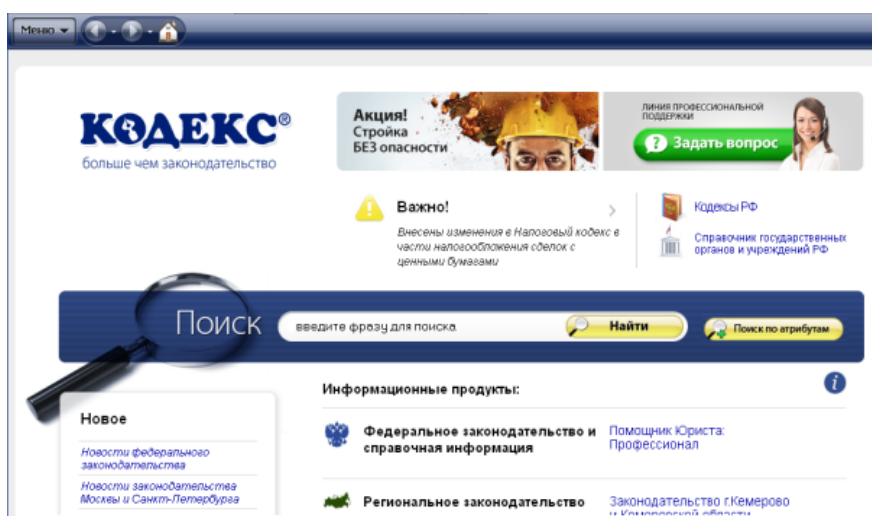 Меню
КОДЕКС®
больше чем законодательство
Акция!
Стройка
БЕЗ опасности
ЛИНИЯ ПРОФЕССИОНАЛЬНОЙ
ПОДДЕРЖКИ
? Задать вопрос
Важно!
Внесены изменения в Налоговый кодекс в
части налогообложения сделок с
ценными бумагами
Кодексы РФ
Справочник государственных
органов и учреждений РФ
Поиск
введите фразу для поиска
Найти
Поиск по атрибутам
Информационные продукты:
i
Новое
Новости федерального
законодательства
Новости законодательства
Москвы и Санкт-Петербурга
Федеральное законодательство и
справочная информация
Помощник Юриста:
Профессионал
Региональное законодательство
Законодательство г.Кемерово
и Кемеровской области